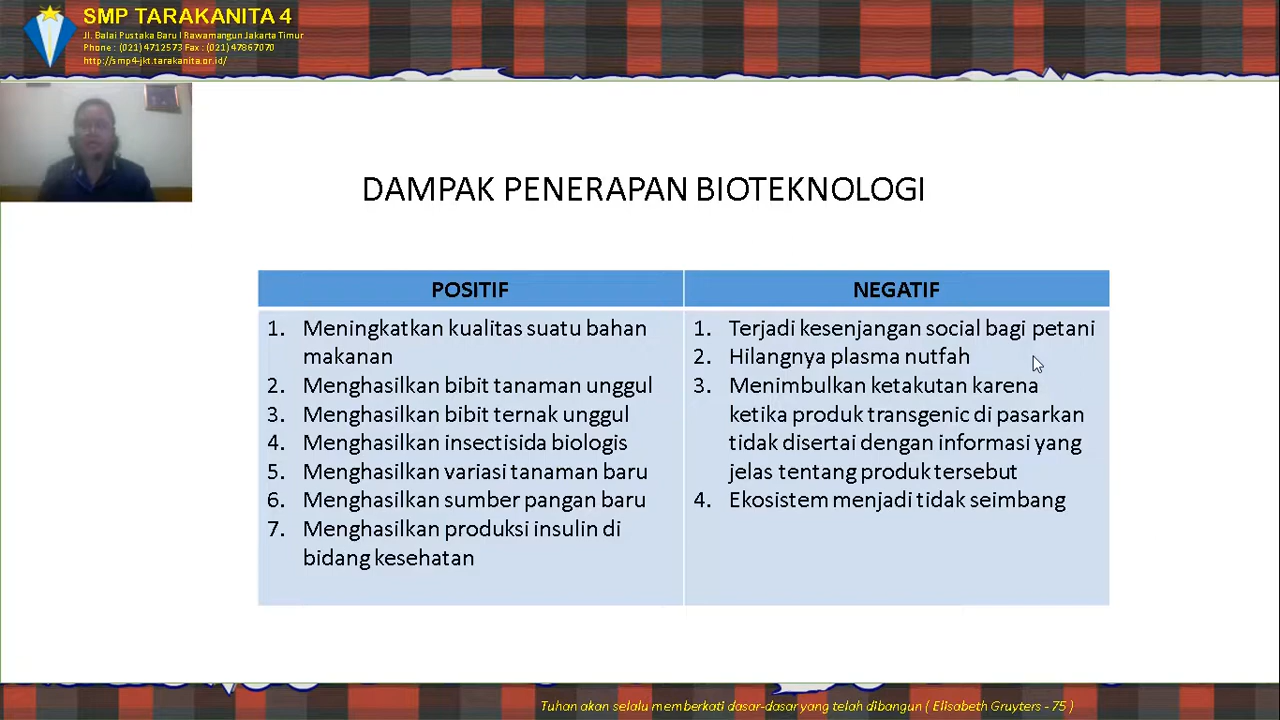 SMP TARAKANITA 4
Jl. Balai Pustaka Baru I Rawamangun Jakarta Timur
Phone : (021) 4712573 Fax : (021) 47867070
http://smp4-jkt.tarakanita.or.id/
DAMPAK PENERAPAN BIOTEKNOLOGI
POSITIF
1. Meningkatkan kualitas suatu bahan
makanan
2. Menghasilkan bibit tanaman unggul
3. Menghasilkan bibit ternak unggul
4. Menghasilkan insectisida biologis
5. Menghasilkan variasi tanaman baru
6. Menghasilkan sumber pangan baru
7. Menghasilkan produksi insulin di
bidang kesehatan
NEGATIF
1. Terjadi kesenjangan social bagi petani
2. Hilangnya plasma nutfah
3. Menimbulkan ketakutan karena
ketika produk transgenic di pasarkan
tidak disertai dengan informasi yang
jelas tentang produk tersebut
4. Ekosistem menjadi tidak seimbang
Tuhan akan selalu memberkati dasar-dasar yang telah dibangun ( Elisabeth Gruyters - 75 )